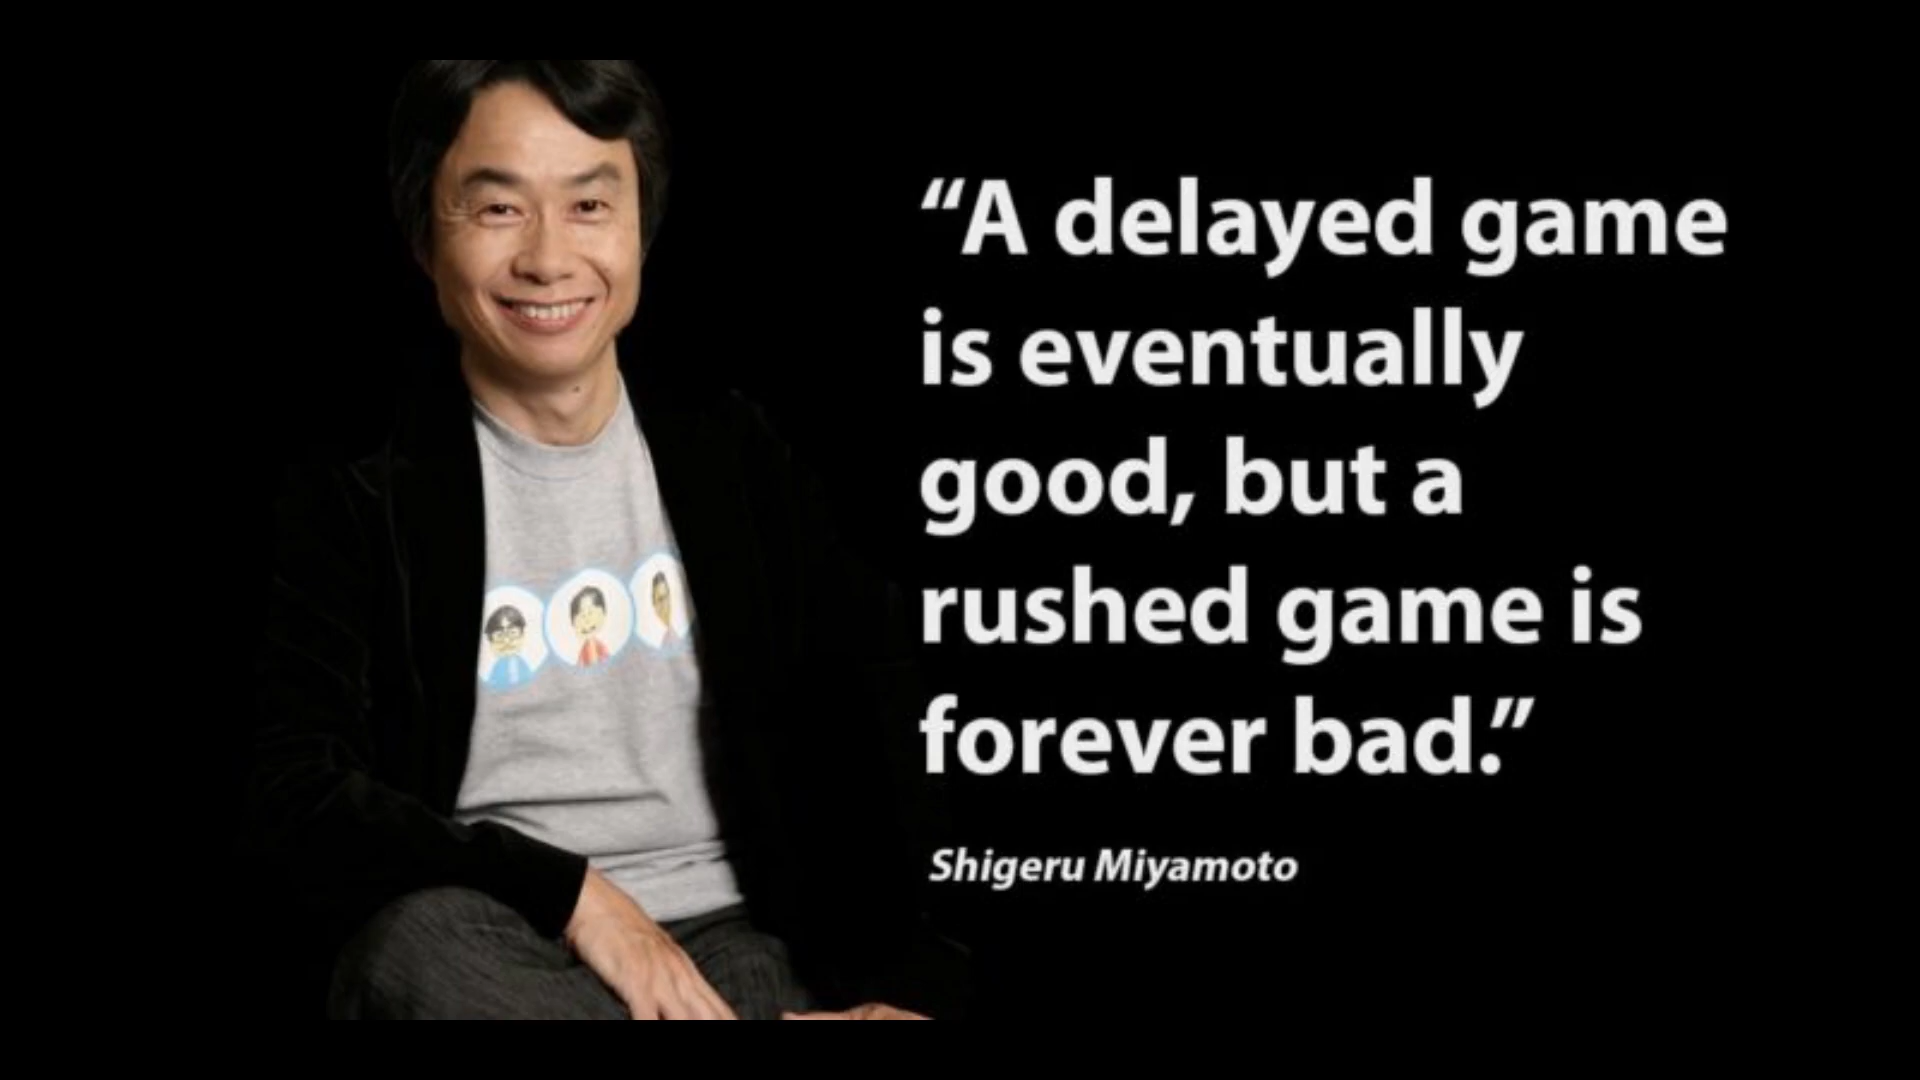 “A delayed game
is eventually
good, but a
rushed game is
forever bad.”
Shigeru Miyamoto